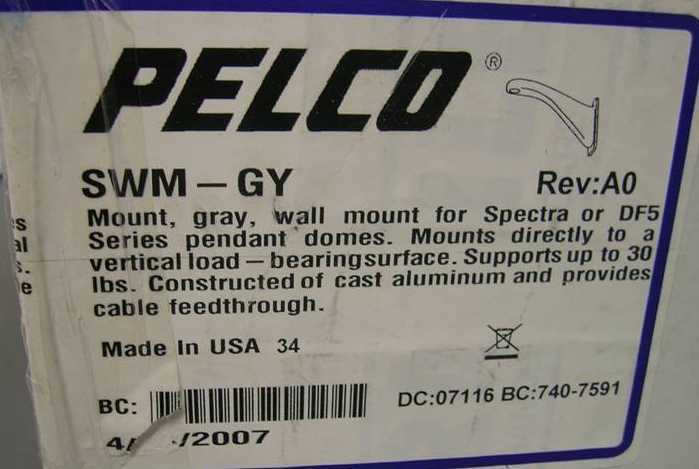 PELCO®
SWM – GY Rev:A0
Mount, gray, wall mount for Spectra or DF5
Series pendant domes. Mounts directly to a
vertical load – bearingsurface. Supports up to 30
lbs. Constructed of cast aluminum and provides
cable feedthrough.
Made In USA 34
BC: DC:07116 BC:740-7591
4/ /2007